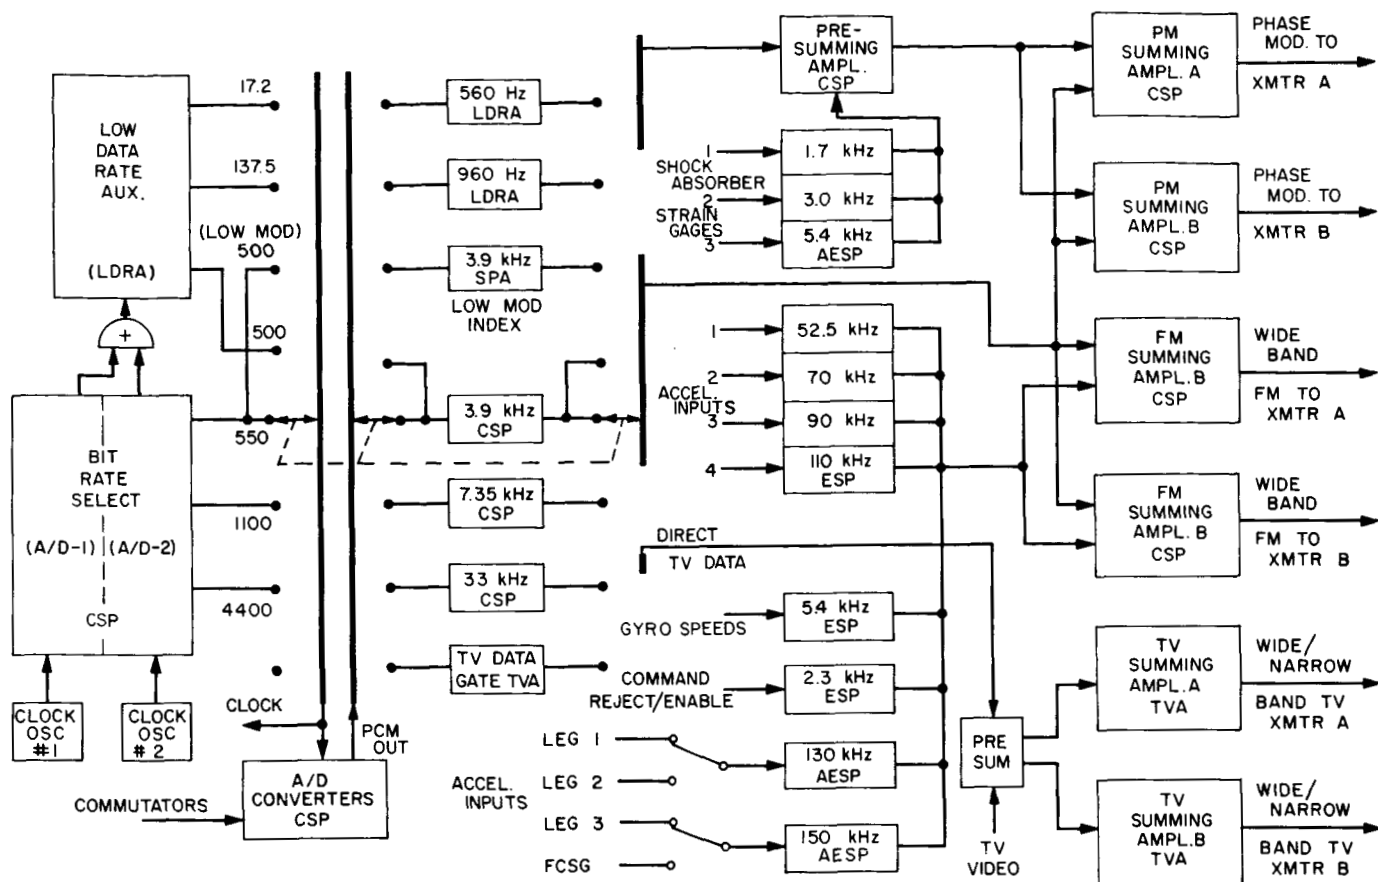 LOW
DATA
RATE
AUX.
(LDRA)
17.2
137.5
(LOW MOD)
500
500
+
BIT
RATE
SELECT
(A/D-1) (A/D-2)
CSP
550
1100
4400
CLOCK
OSC
#1
CLOCK
OSC
#2
CLOCK
PCM
OUT
COMMUTATORS
A/D
CONVERTERS
CSP
560 Hz
LDRA
960 Hz
LDRA
3.9 kHz
SPA
LOW MOD
INDEX
3.9 kHz
CSP
7.35 kHz
CSP
33 kHz
CSP
TV DATA
GATE TVA
PRE-
SUMMING
AMPL.
CSP
1
SHOCK
ABSORBER
2
STRAIN
GAGES
3
1.7 kHz
3.0 kHz
5.4 kHz
AESP
1
2
ACCEL.
INPUTS
3
4
52.5 kHz
70 kHz
90 kHz
110 kHz
ESP
DIRECT
TV DATA
GYRO SPEEDS
5.4 kHz
ESP
COMMAND
REJECT/ENABLE
2.3 kHz
ESP
ACCEL.
INPUTS
LEG 1
LEG 2
LEG 3
FCSG
130 kHz
AESP
150 kHz
AESP
PRE
SUM
TV
VIDEO
PM
SUMMING
AMPL. A
CSP
PHASE
MOD. TO
XMTR A
PM
SUMMING
AMPL. B
CSP
PHASE
MOD. TO
XMTR B
FM
SUMMING
AMPL. B
CSP
WIDE
BAND
FM TO
XMTR A
FM
SUMMING
AMPL. B
CSP
WIDE
BAND
FM TO
XMTR B
TV
SUMMING
AMPL. A
TVA
WIDE/
NARROW
BAND TV
XMTR A
TV
SUMMING
AMPL. B
TVA
WIDE/
NARROW
BAND TV
XMTR B